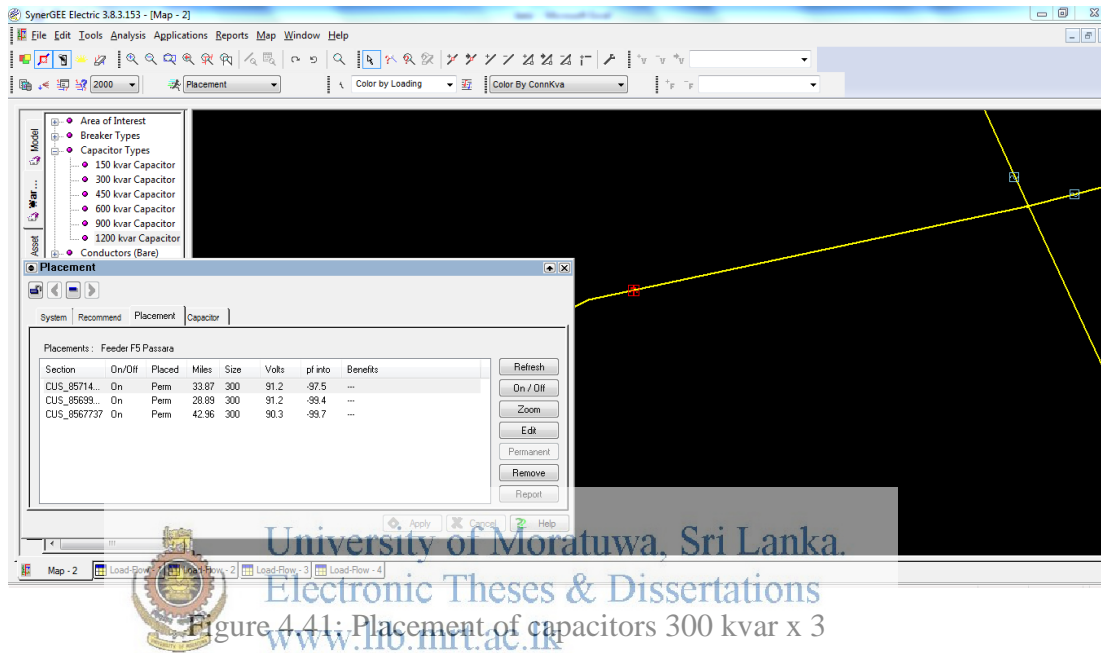 SynerGEE Electric 3.8.3.153 - [Map - 2]
File Edit Tools Analysis Applications Reports Map Window Help
2000 Placement Color by Loading Color By ConnKva
Model
Asset
Area of Interest
Breaker Types
Capacitor Types
150 kvar Capacitor
300 kvar Capacitor
450 kvar Capacitor
600 kvar Capacitor
900 kvar Capacitor
1200 kvar Capacitor
Conductors (Bare)
Placement
System Recommend Placement Capacitor
Placements : Feeder F5 Passara
Section On/Off Placed Miles Size Volts pf into Benefits
CUS_85714... On Perm 33.87 300 91.2 -97.5 ---
CUS_85699... On Perm 28.89 300 91.2 -99.4 ---
CUS_8567737 On Perm 42.96 300 90.3 -99.7 ---
Refresh
On / Off
Zoom
Edit
Permanent
Remove
Report
Apply Cancel Help
Map - 2 Load-Flow Load-Flow - 2 Load-Flow - 3 Load-Flow - 4
University of Moratuwa, Sri Lanka.
Electronic Theses & Dissertations
Figure 4.41: Placement of capacitors 300 kvar x 3
www.lib.mrt.ac.lk